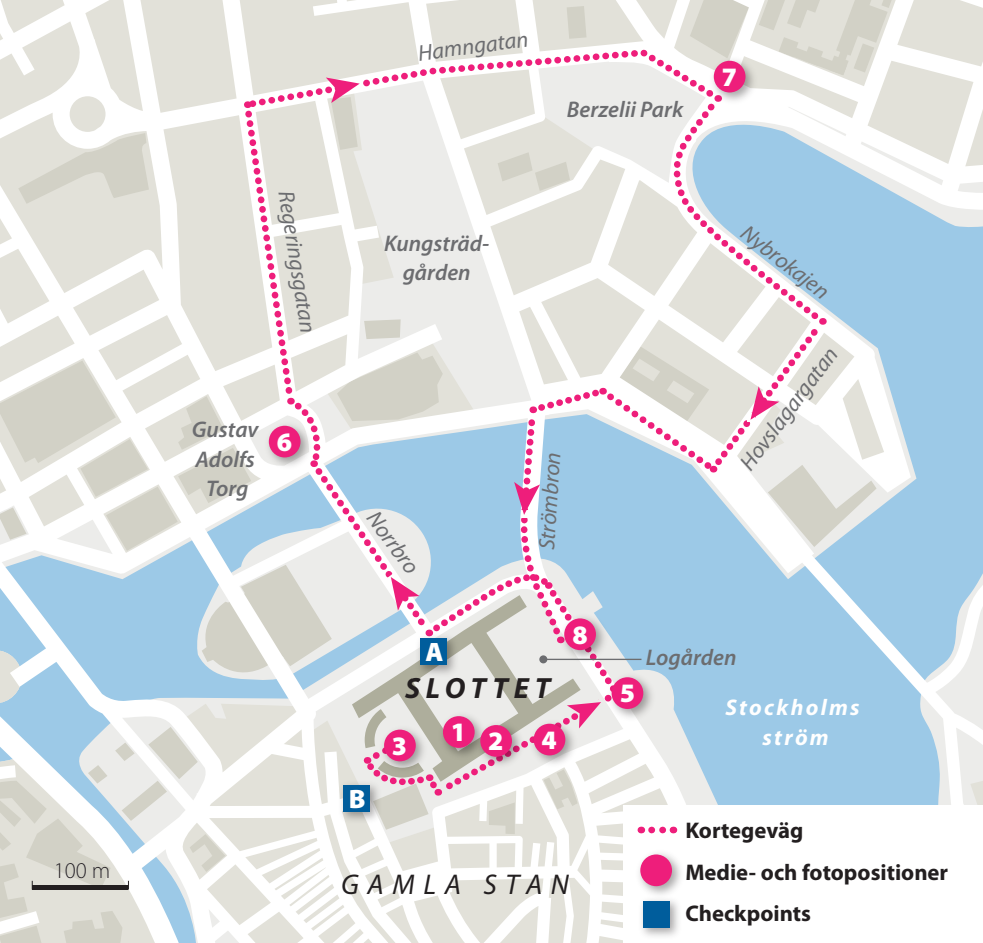 Hamngatan
7
Berzelii Park
Regeringsgatan
Kungsträd-
gården
Nybrokajen
Hovslagargatan
Gustav
Adolfs
Torg
6
Norrbro
Strömbron
A
8
Logården
SLOTTET
5
Stockholms
ström
1
2
3
4
B
100 m
GAMLA STAN
Kortegeväg
Medie- och fotopositioner
Checkpoints